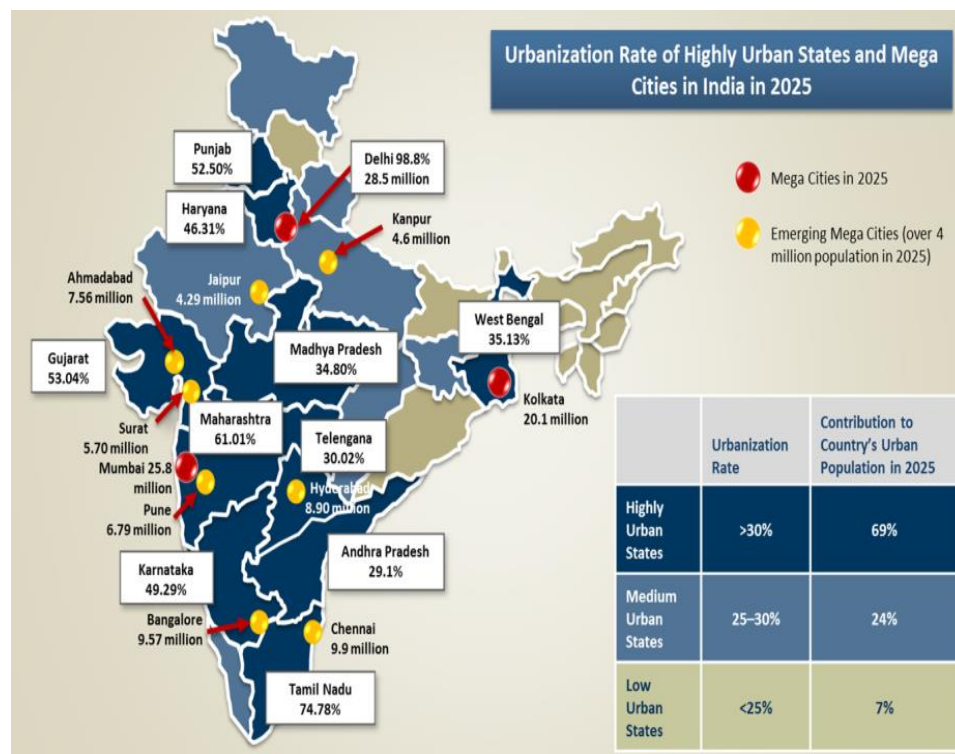 Urbanization Rate of Highly Urban States and Mega
Cities in India in 2025
Punjab
52.50%
Delhi 98.8%
28.5 million
Mega Cities in 2025
Haryana
46.31%
Kanpur
4.6 million
Emerging Mega Cities (over 4
million population in 2025)
Ahmadabad
7.56 million
Jaipur
4.29 million
West Bengal
35.13%
Gujarat
53.04%
Madhya Pradesh
34.80%
Kolkata
20.1 million
Surat
5.70 million
Maharashtra
61.01%
Telengana
30.02%
Mumbai 25.8
million
Pune
6.79 million
Hyderabad
8.90 million
Andhra Pradesh
29.1%
Karnataka
49.29%
Bangalore
9.57 million
Chennai
9.9 million
Tamil Nadu
74.78%
Urbanization
Rate
Contribution to
Country's Urban
Population in 2025
Highly
Urban
States
>30%
69%
Medium
Urban
States
25–30%
24%
Low
Urban
States
<25%
7%